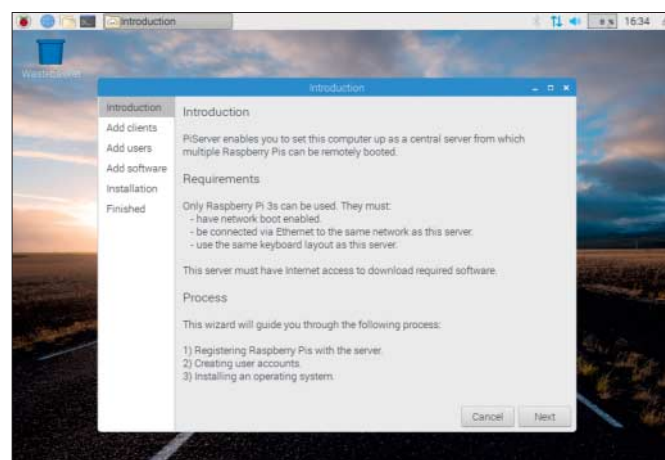 Introduction
16:34
Wastebasket
Introduction
Introduction
Add clients
Add users
Add software
Installation
Finished
Introduction
PiServer enables you to set this computer up as a central server from which
multiple Raspberry Pis can be remotely booted.
Requirements
Only Raspberry Pi 3s can be used. They must:
- have network boot enabled.
- be connected via Ethernet to the same network as this server.
- use the same keyboard layout as this server.
This server must have Internet access to download required software.
Process
This wizard will guide you through the following process:
1) Registering Raspberry Pis with the server.
2) Creating user accounts.
3) Installing an operating system.
Cancel
Next